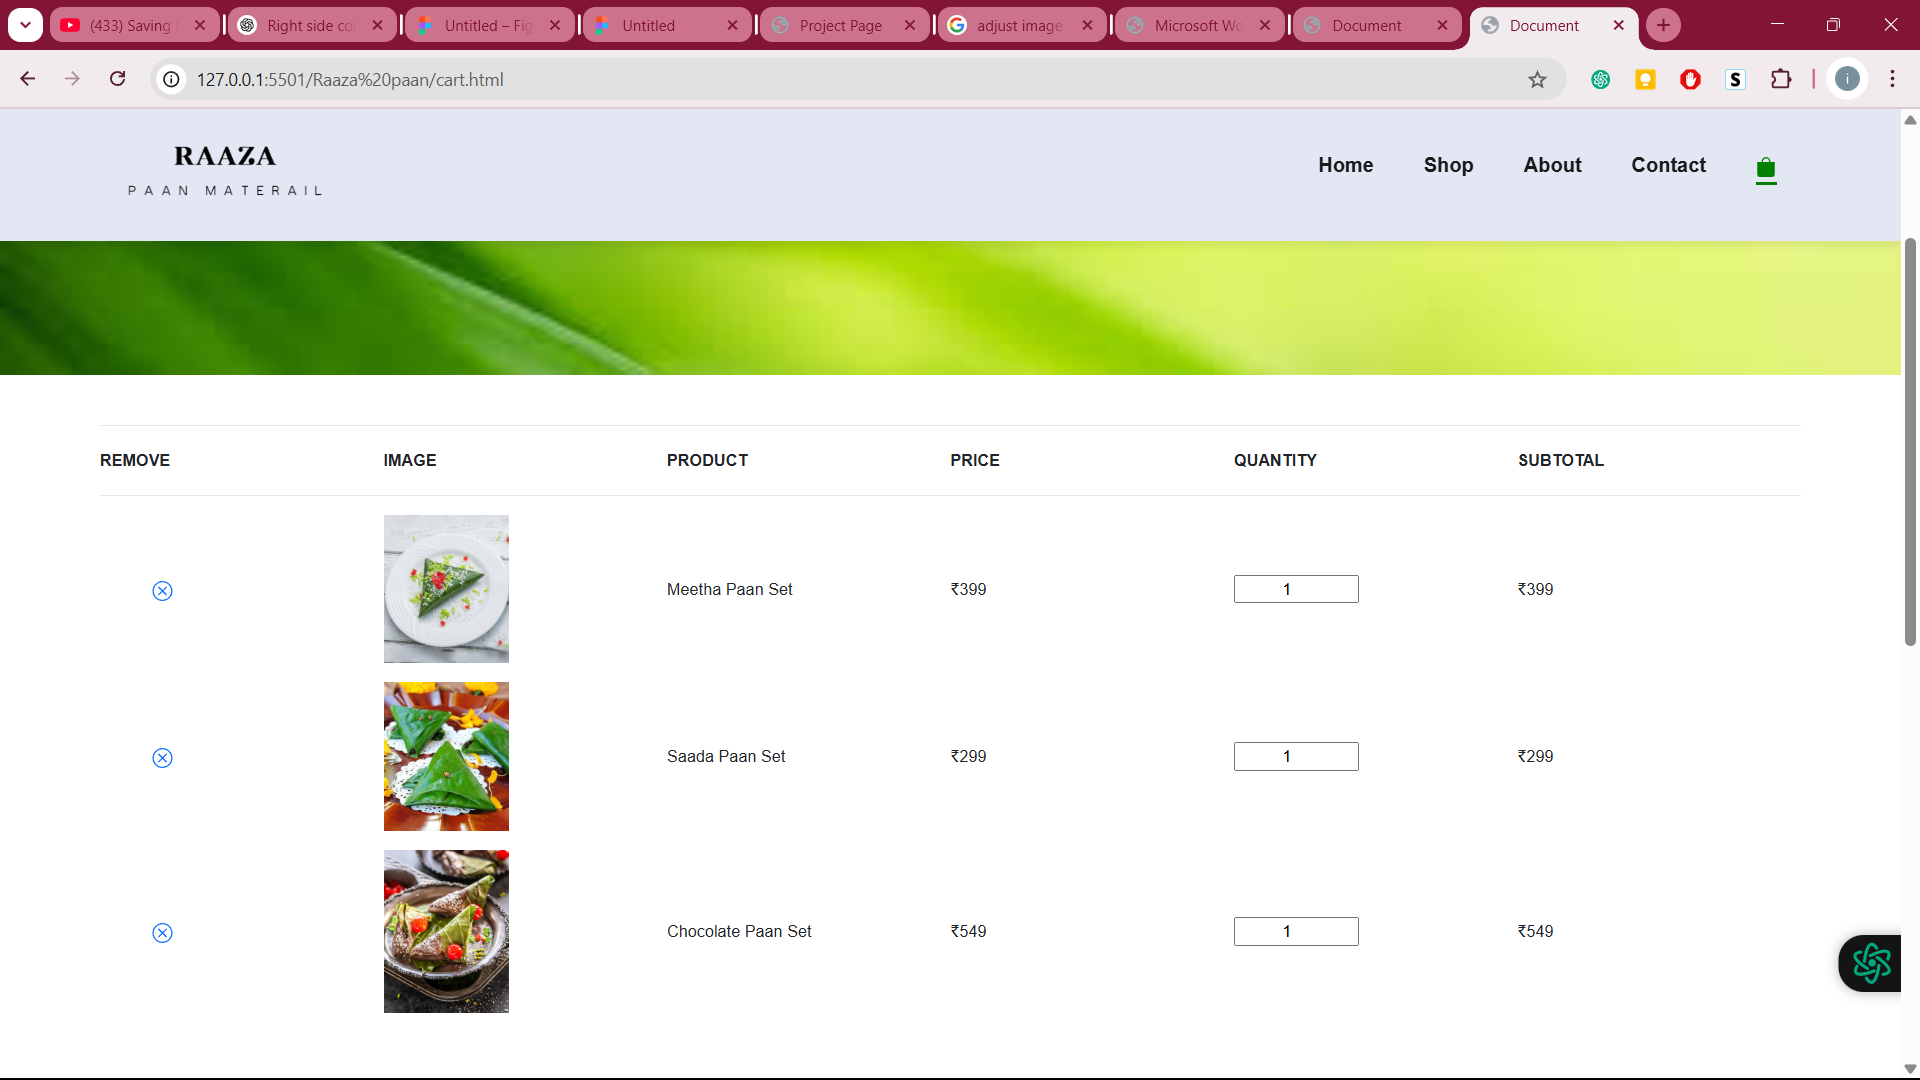 (433) Saving
Right side co
Untitled – Fig
Untitled
Project Page
adjust image
Microsoft Wo
Document
Document
127.0.0.1:5501/Raaza%20paan/cart.html
S
i
RAAZA
PAAN MATERAIL
Home
Shop
About
Contact
REMOVE
IMAGE
PRODUCT
PRICE
QUANTITY
SUBTOTAL
Meetha Paan Set
₹399
1
₹399
Saada Paan Set
₹299
1
₹299
Chocolate Paan Set
₹549
1
₹549